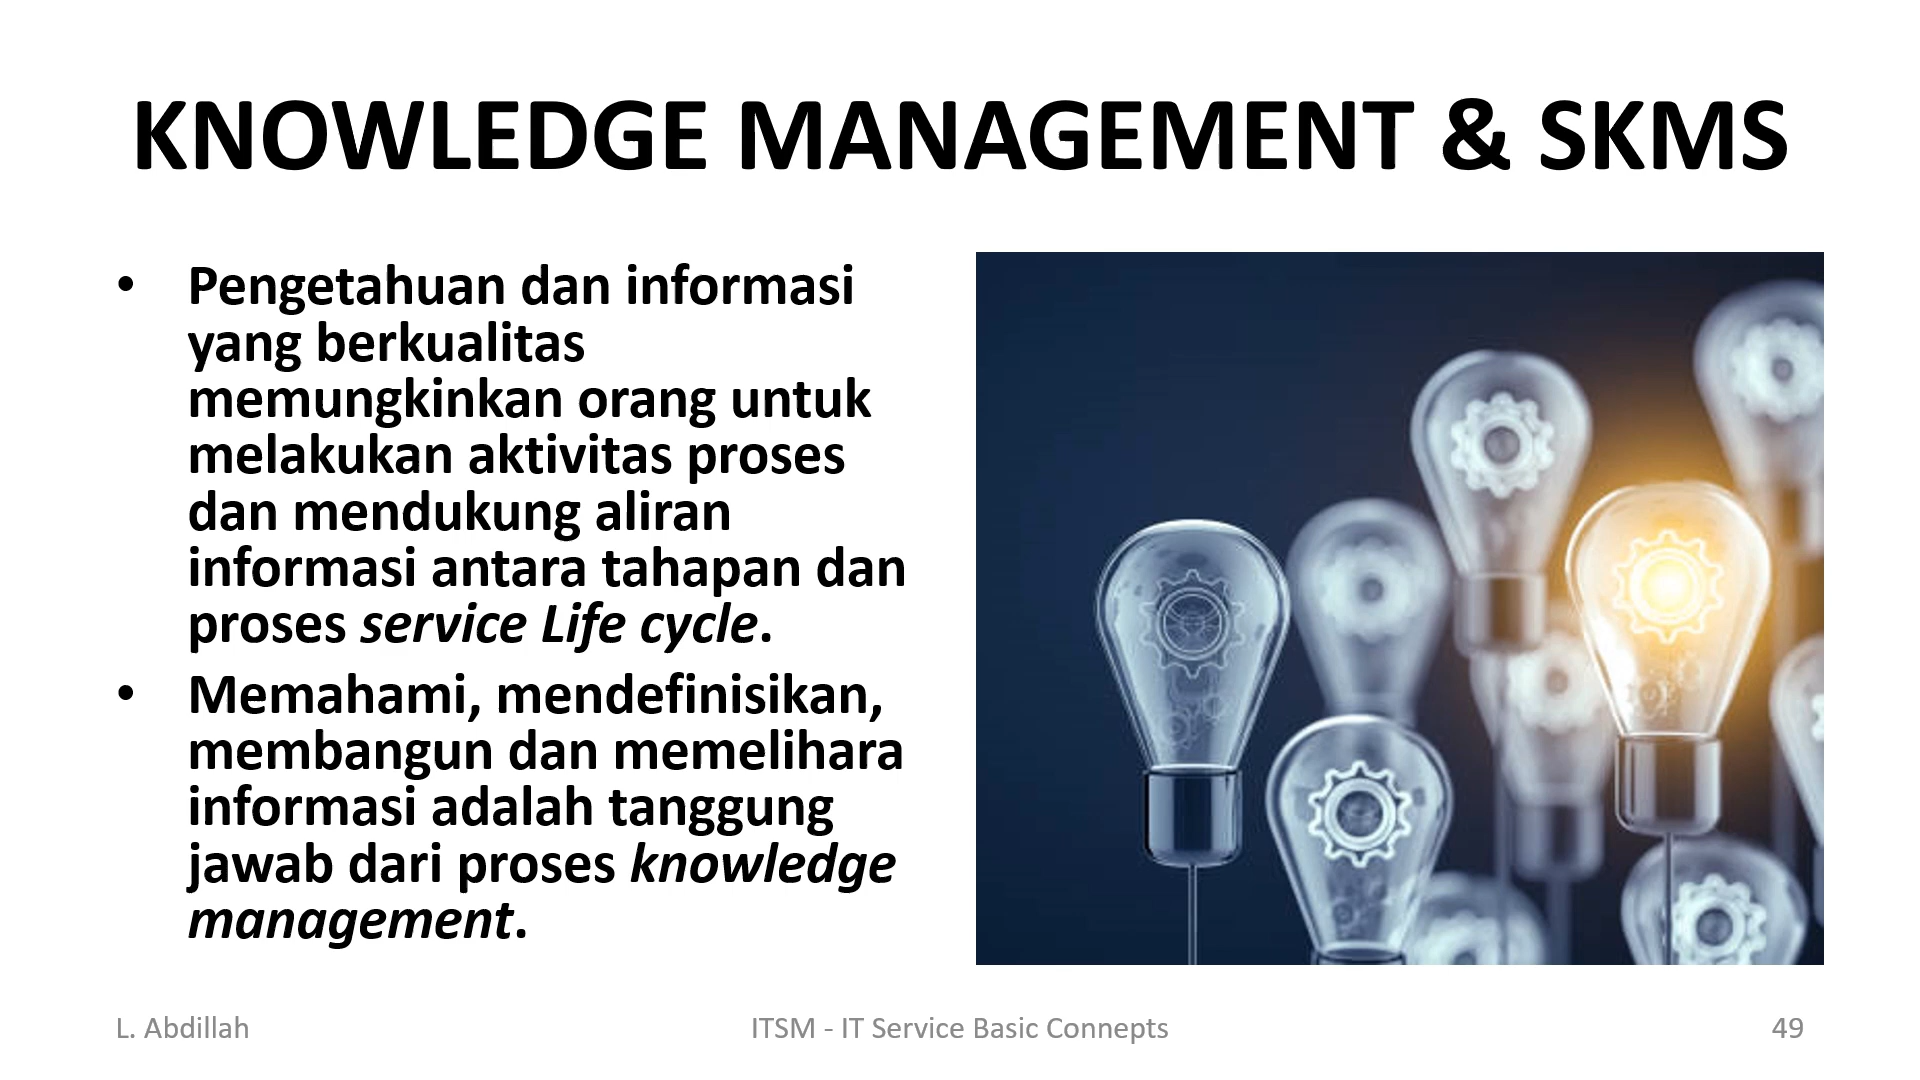 KNOWLEDGE MANAGEMENT & SKMS
• Pengetahuan dan informasi
yang berkualitas
memungkinkan orang untuk
melakukan aktivitas proses
dan mendukung aliran
informasi antara tahapan dan
proses service Life cycle.
• Memahami, mendefinisikan,
membangun dan memelihara
informasi adalah tanggung
jawab dari proses knowledge
management.
L. Abdillah
ITSM - IT Service Basic Connepts
49